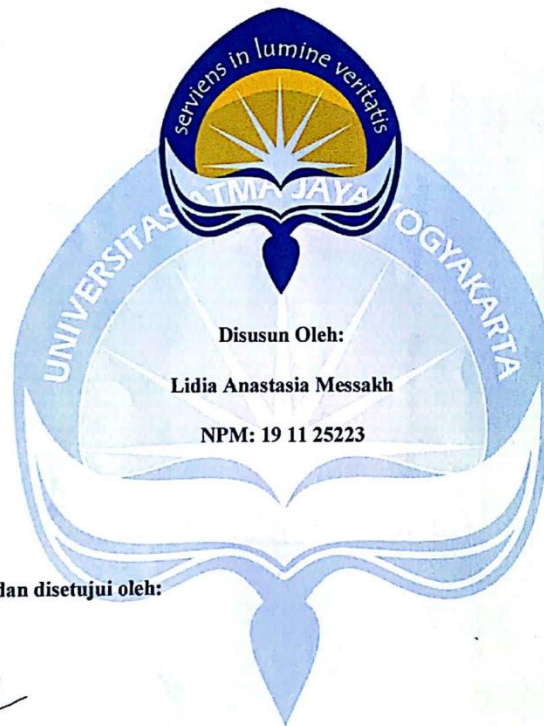 serviens in lumine veritatis
UNIVERSITAS ATMA JAYA YOGYAKARTA
Disusun Oleh:
Lidia Anastasia Messakh
NPM: 19 11 25223
dan disetujui oleh: